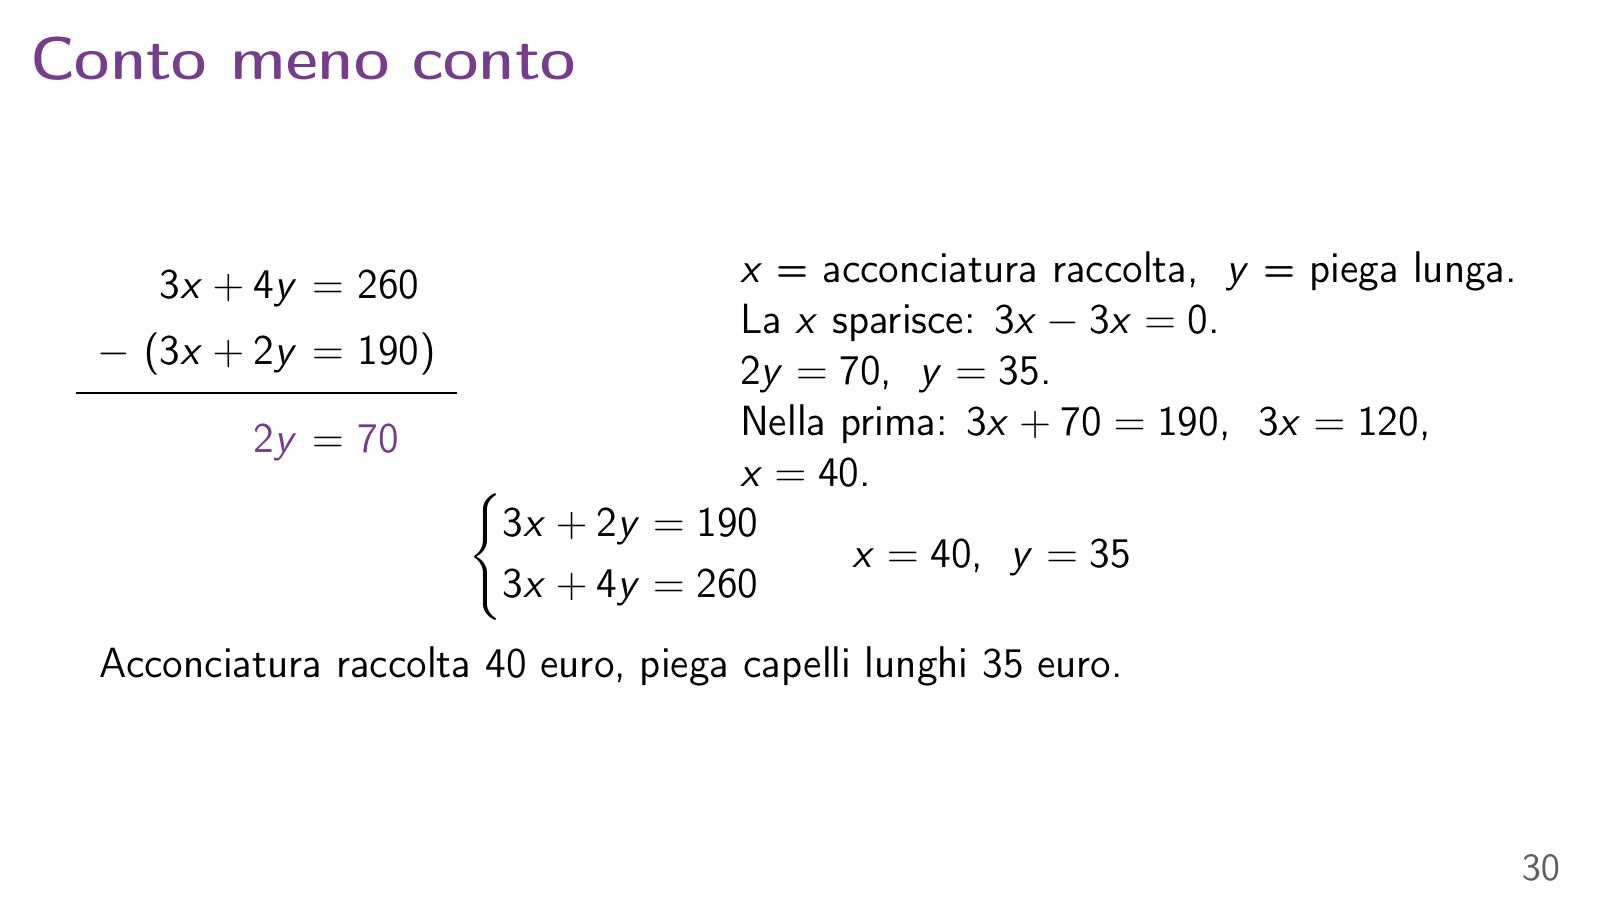 Conto meno conto
3x + 4y = 260
− (3x + 2y = 190)
2y = 70
x = acconciatura raccolta, y = piega lunga.
La x sparisce: 3x − 3x = 0.
2y = 70, y = 35.
Nella prima: 3x + 70 = 190, 3x = 120,
x = 40.
3x + 2y = 190
3x + 4y = 260
x = 40, y = 35
Acconciatura raccolta 40 euro, piega capelli lunghi 35 euro.
30